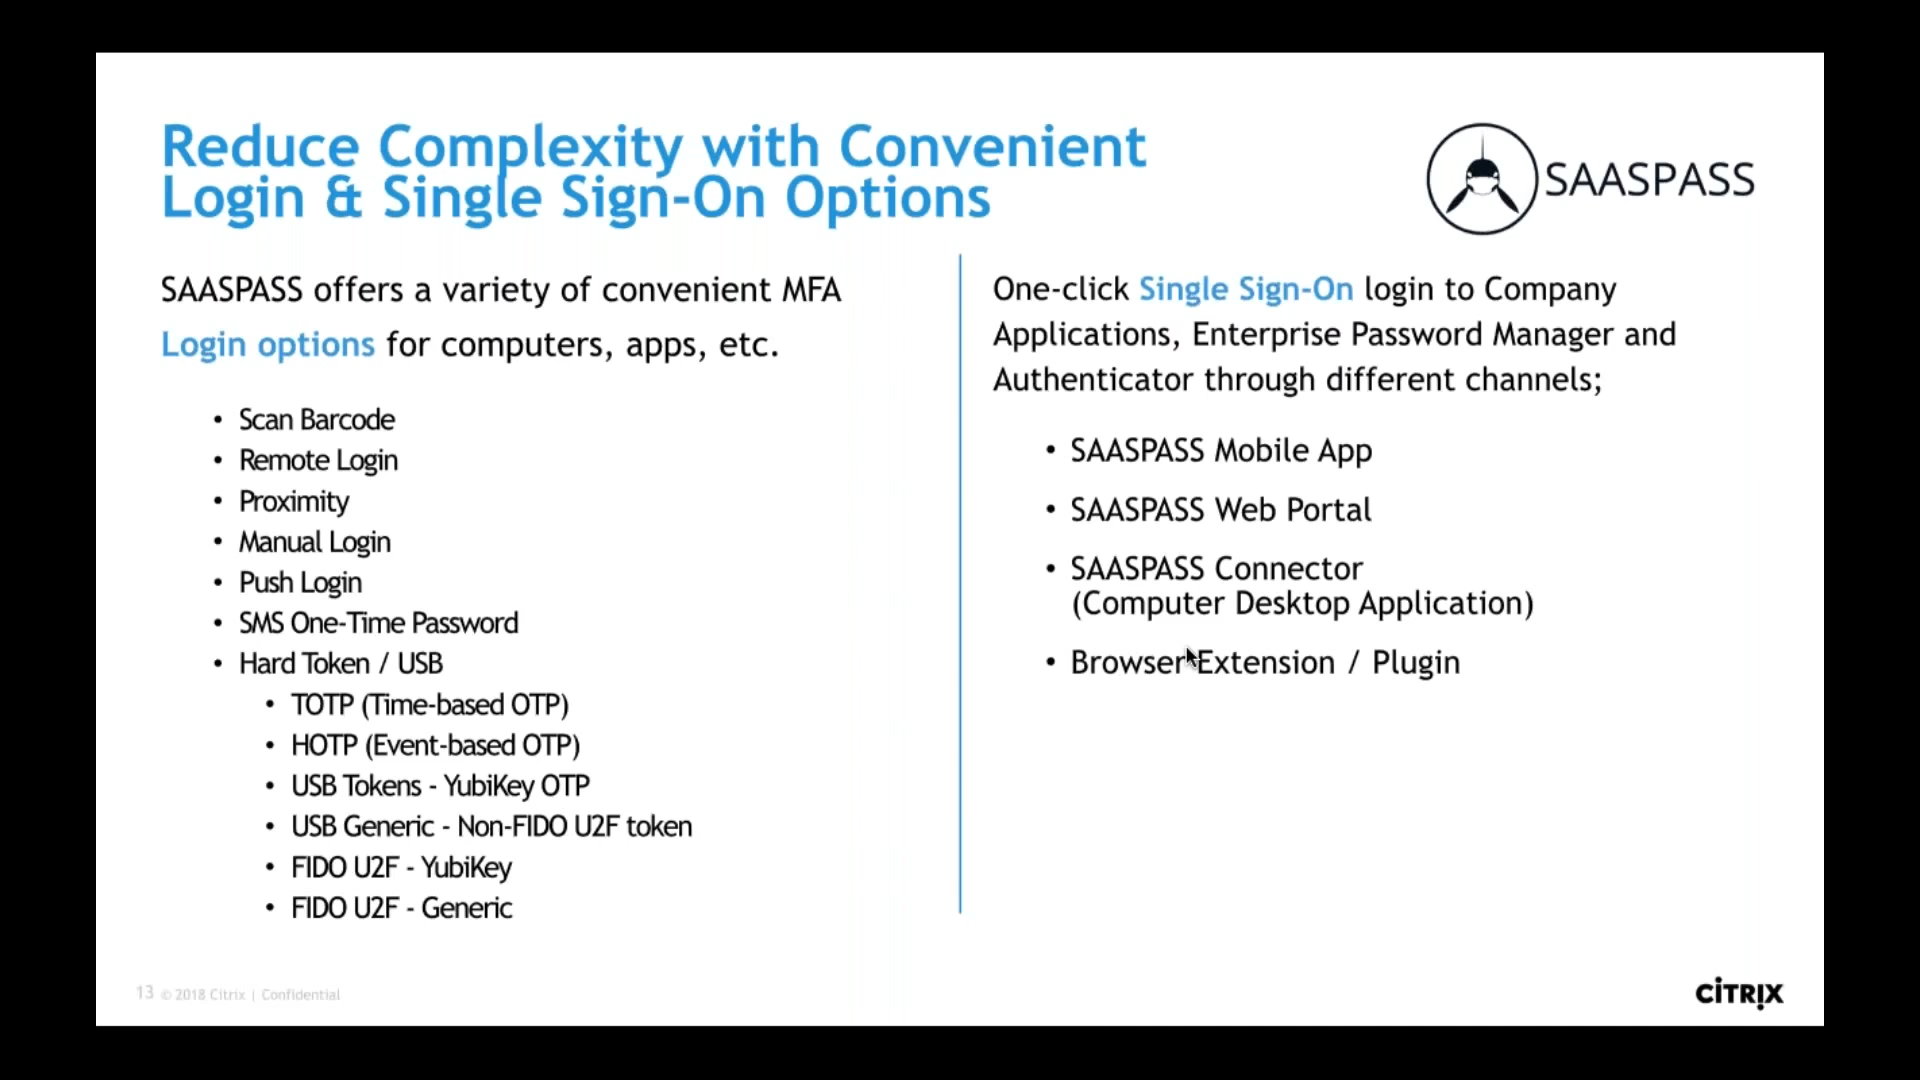 Reduce Complexity with Convenient
Login & Single Sign-On Options
SAASPASS
SAASPASS offers a variety of convenient MFA
Login options for computers, apps, etc.
• Scan Barcode
• Remote Login
• Proximity
• Manual Login
• Push Login
• SMS One-Time Password
• Hard Token / USB
• TOTP (Time-based OTP)
• HOTP (Event-based OTP)
• USB Tokens - YubiKey OTP
• USB Generic - Non-FIDO U2F token
• FIDO U2F - YubiKey
• FIDO U2F - Generic
One-click Single Sign-On login to Company
Applications, Enterprise Password Manager and
Authenticator through different channels;
• SAASPASS Mobile App
• SAASPASS Web Portal
• SAASPASS Connector
(Computer Desktop Application)
• Browser Extension / Plugin
13 © 2018 Citrix | Confidential
CITRIX